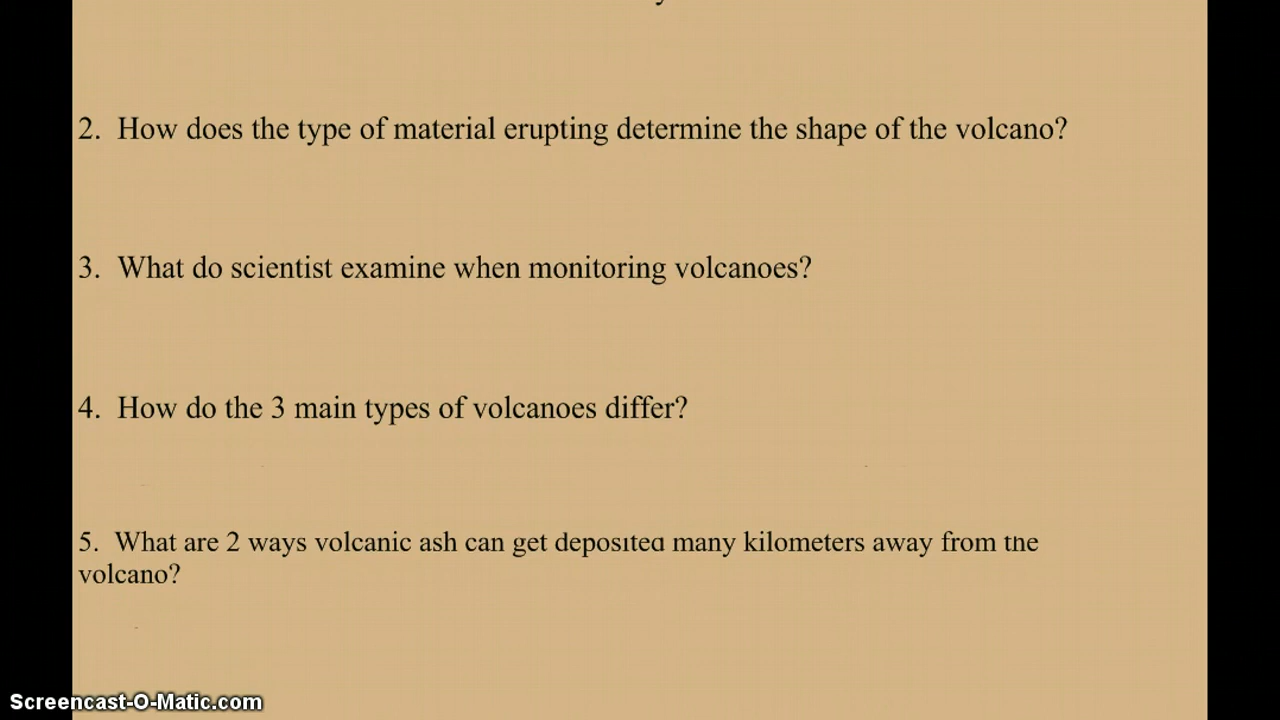 2. How does the type of material erupting determine the shape of the volcano?
3. What do scientist examine when monitoring volcanoes?
4. How do the 3 main types of volcanoes differ?
5. What are 2 ways volcanic ash can get deposited many kilometers away from the
volcano?
Screencast-O-Matic.com